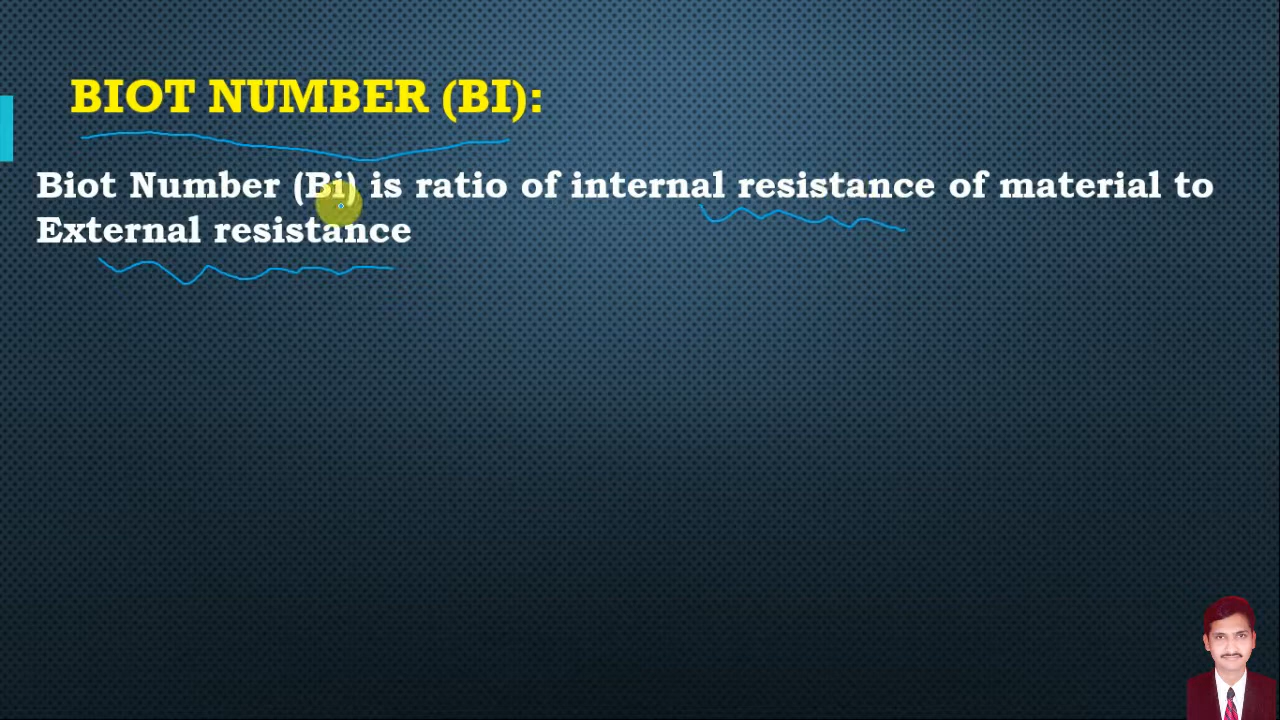 BIOT NUMBER (BI):
Biot Number (Bi) is ratio of internal resistance of material to
External resistance